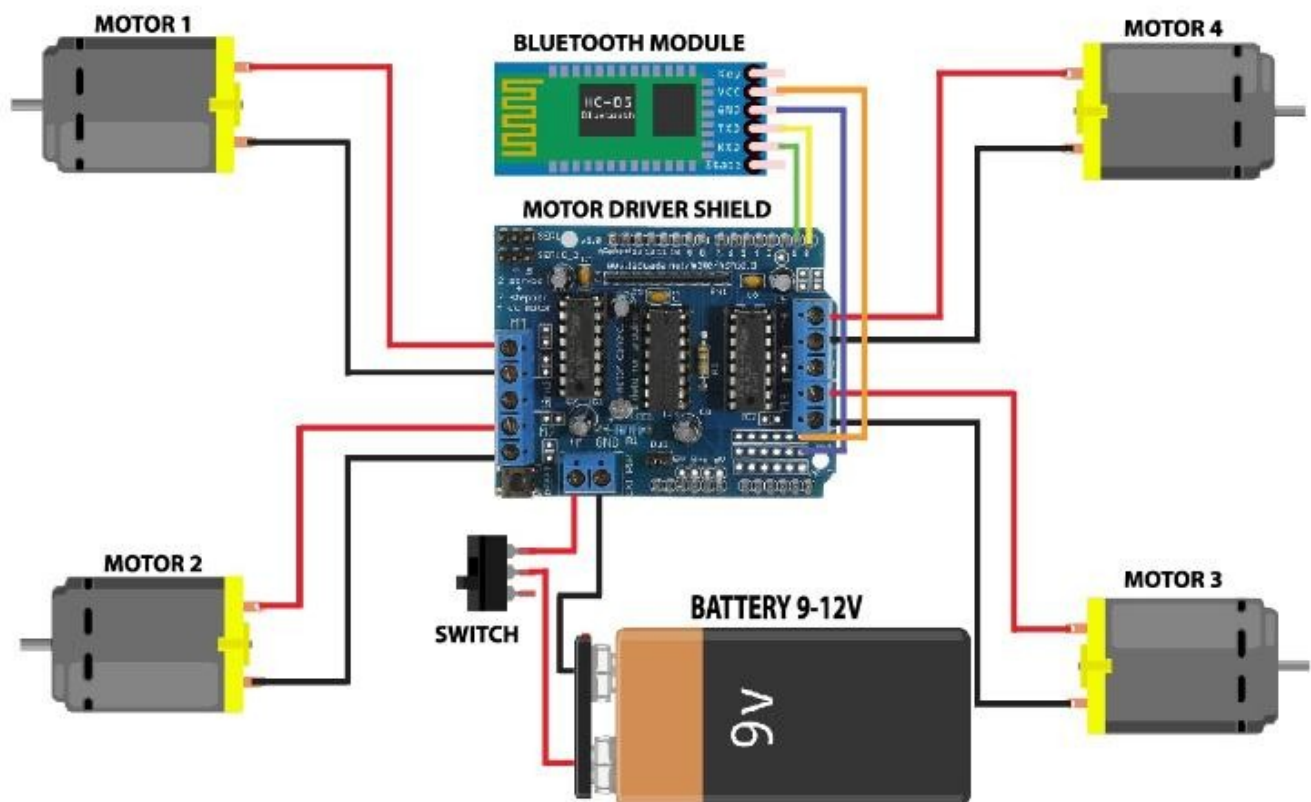 MOTOR 1
MOTOR 4
BLUETOOTH MODULE
Key
VCC
GND
TXD
RXD
State
HC-05
Bluetooth
MOTOR DRIVER SHIELD
M1
GND
MOTOR 2
MOTOR 3
SWITCH
BATTERY 9-12V
9v